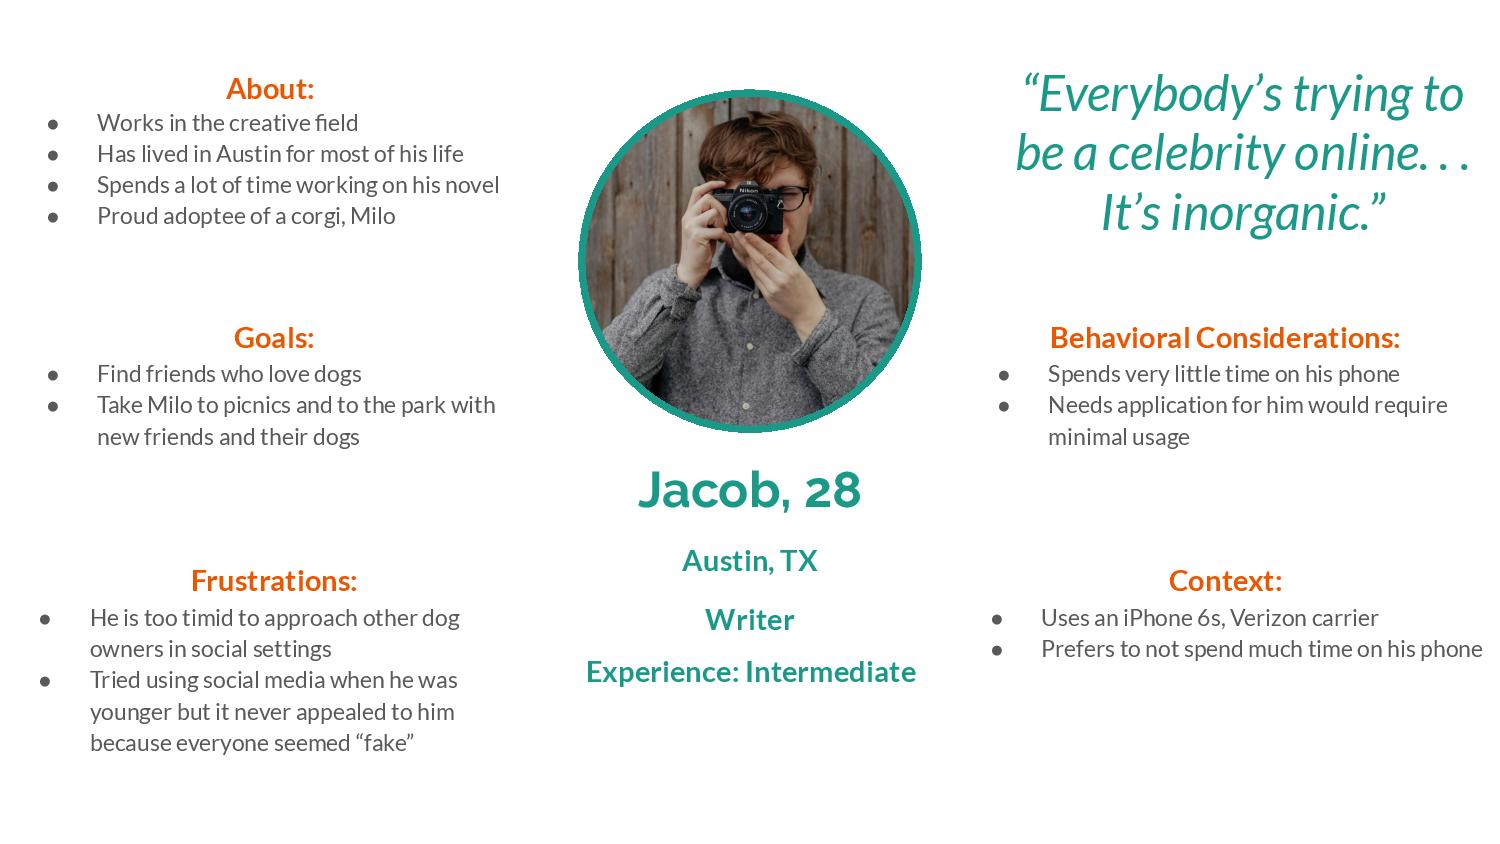 About:
● Works in the creative field
● Has lived in Austin for most of his life
● Spends a lot of time working on his novel
● Proud adoptee of a corgi, Milo
Goals:
● Find friends who love dogs
● Take Milo to picnics and to the park with
new friends and their dogs
Frustrations:
● He is too timid to approach other dog
owners in social settings
● Tried using social media when he was
younger but it never appealed to him
because everyone seemed “fake”
Nikon
Jacob, 28
Austin, TX
Writer
Experience: Intermediate
“Everybody’s trying to
be a celebrity online. . .
It’s inorganic.”
Behavioral Considerations:
● Spends very little time on his phone
● Needs application for him would require
minimal usage
Context:
● Uses an iPhone 6s, Verizon carrier
● Prefers to not spend much time on his phone